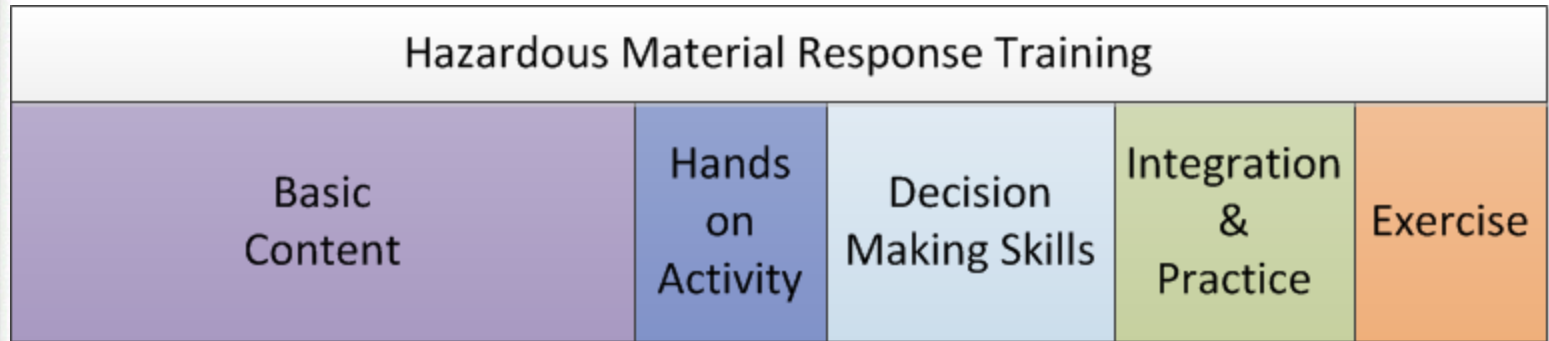 Hazardous Material Response Training
Basic
Content
Hands
on
Activity
Decision
Making Skills
Integration
&
Practice
Exercise